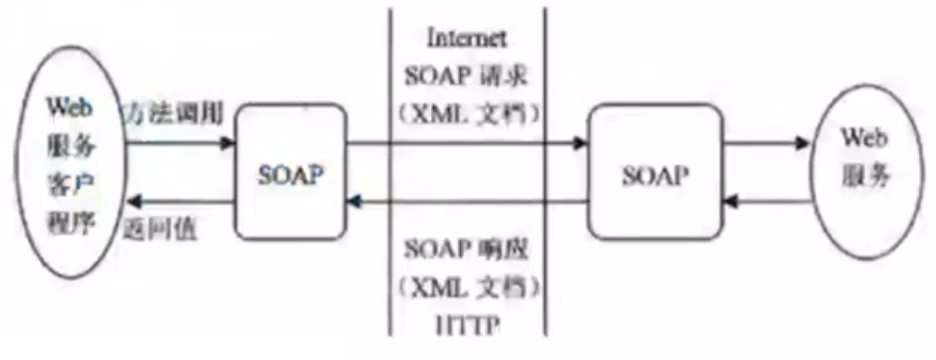 Web
服务
客户
程序
方法调用
返回值
SOAP
Internet
SOAP 请求
（XML 文档）
SOAP 响应
（XML 文档）
HTTP
SOAP
Web
服务